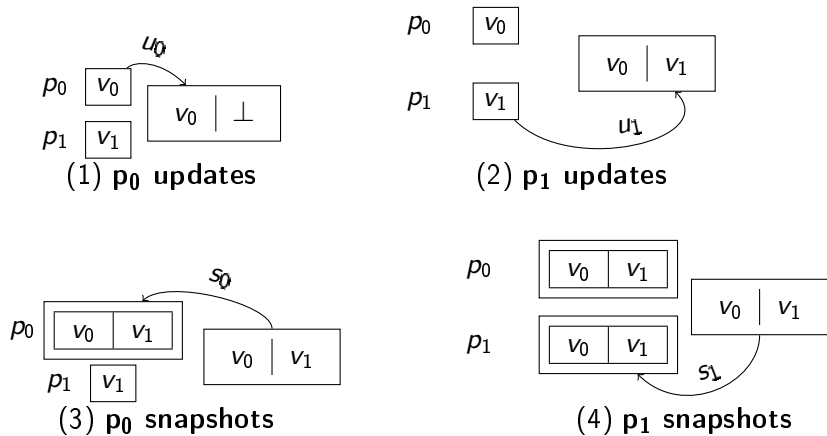 u₀
p₀ v₀
v₀ | ⊥
p₁ v₁
(1) p₀ updates
p₀ v₀
v₀ | v₁
p₁ v₁
u₁
(2) p₁ updates
s₀
p₀ v₀ v₁
v₀ | v₁
p₁ v₁
(3) p₀ snapshots
p₀ v₀ v₁
v₀ | v₁
p₁ v₀ v₁
s₁
(4) p₁ snapshots